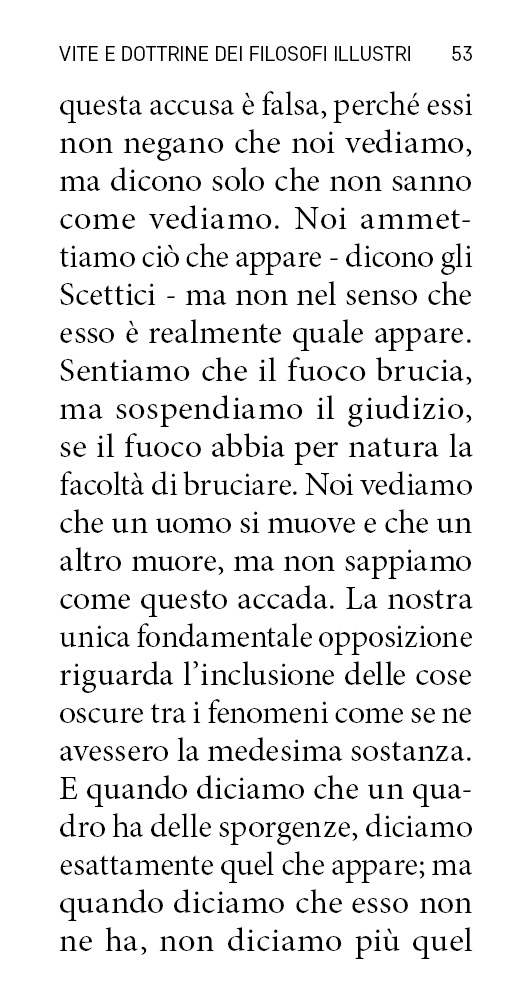 VITE E DOTTRINE DEI FILOSOFI ILLUSTRI 53
questa accusa è falsa, perché essi
non negano che noi vediamo,
ma dicono solo che non sanno
come vediamo. Noi ammet-
tiamo ciò che appare - dicono gli
Scettici - ma non nel senso che
esso è realmente quale appare.
Sentiamo che il fuoco brucia,
ma sospendiamo il giudizio,
se il fuoco abbia per natura la
facoltà di bruciare. Noi vediamo
che un uomo si muove e che un
altro muore, ma non sappiamo
come questo accada. La nostra
unica fondamentale opposizione
riguarda l’inclusione delle cose
oscure tra i fenomeni come se ne
avessero la medesima sostanza.
E quando diciamo che un qua-
dro ha delle sporgenze, diciamo
esattamente quel che appare; ma
quando diciamo che esso non
ne ha, non diciamo più quel